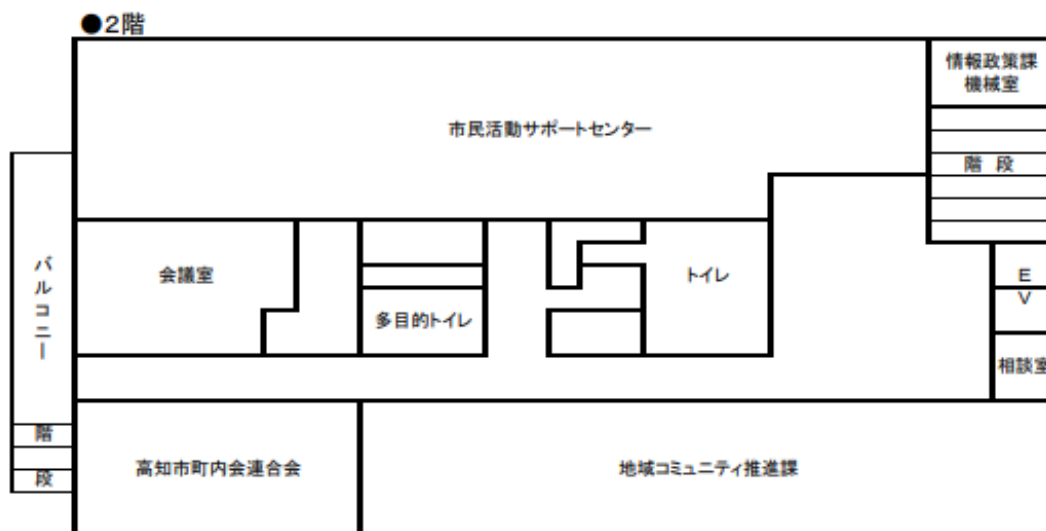 ●2階
情報政策課
機械室
市民活動サポートセンター
階 段
バルコニー
会議室
トイレ
EV
多目的トイレ
相談室
階段
高知市町内会連合会
地域コミュニティ推進課